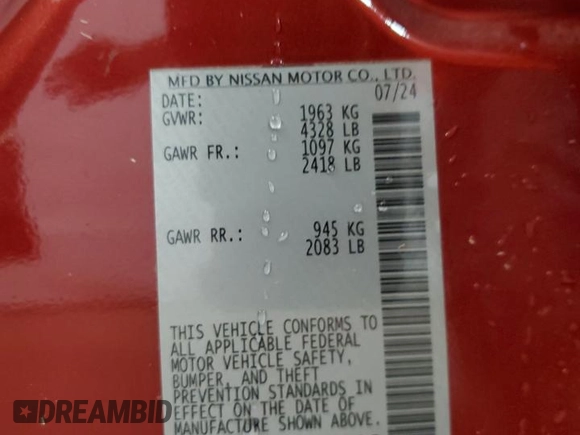 MFD BY NISSAN MOTOR CO., LTD.
DATE: 07/24
GVWR: 1963 KG
4328 LB
GAWR FR.: 1097 KG
2418 LB
GAWR RR.: 945 KG
2083 LB
THIS VEHICLE CONFORMS TO
ALL APPLICABLE FEDERAL
MOTOR VEHICLE SAFETY,
BUMPER, AND THEFT
PREVENTION STANDARDS IN
EFFECT ON THE DATE OF
MANUFACTURE SHOWN ABOVE.
DREAMBID